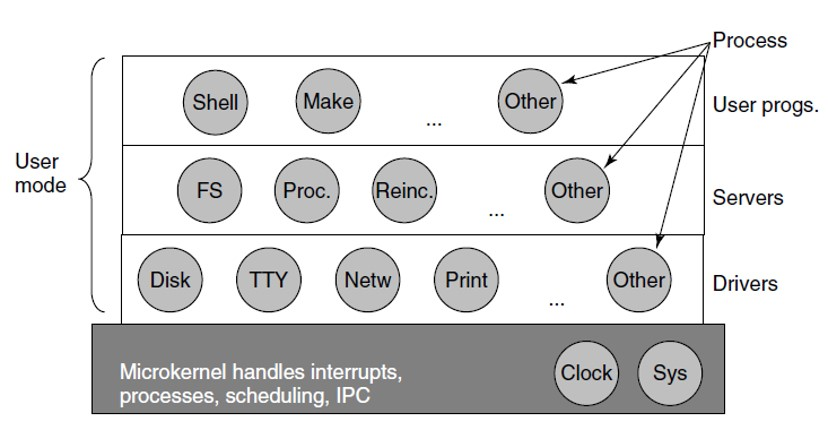 Process
Shell Make ... Other
User progs.
User
mode
FS Proc. Reinc. ... Other
Servers
Disk TTY Netw Print ... Other
Drivers
Microkernel handles interrupts,
processes, scheduling, IPC
Clock Sys